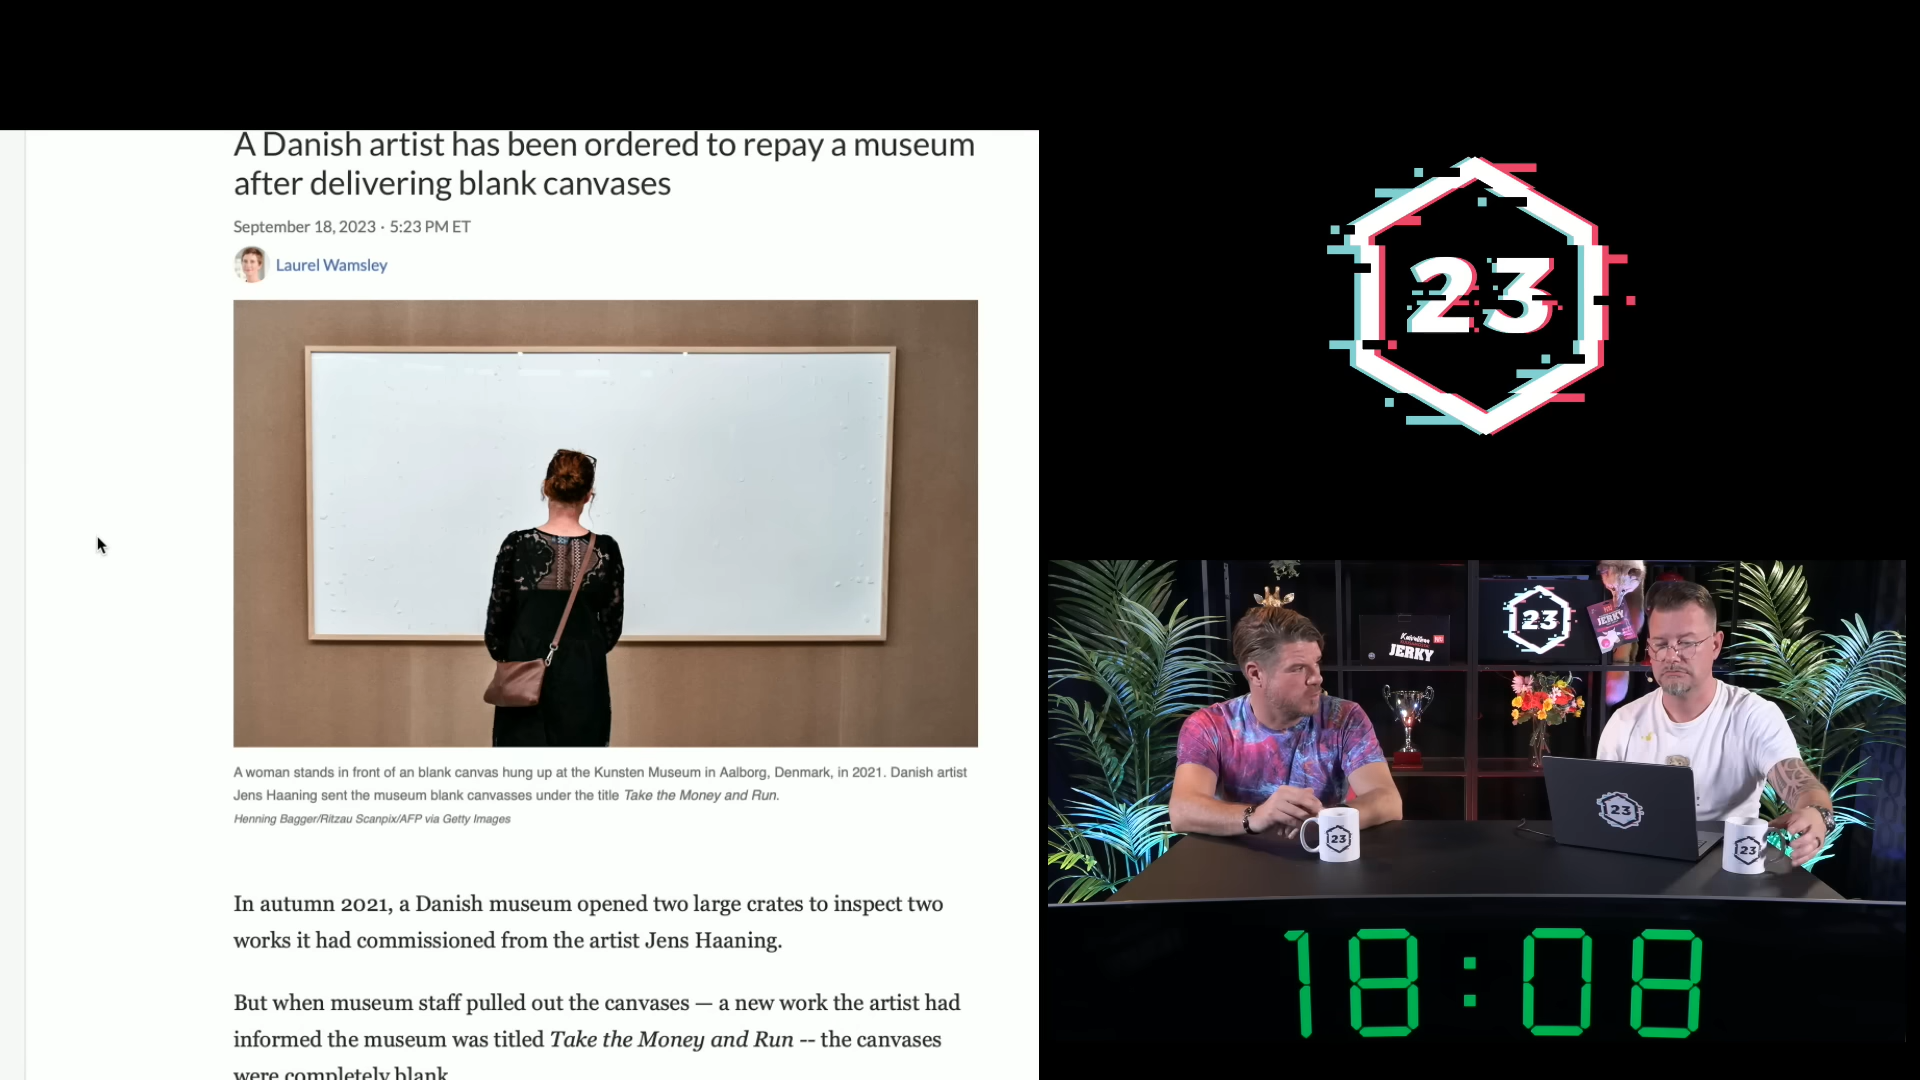 A Danish artist has been ordered to repay a museum
after delivering blank canvases
September 18, 2023 · 5:23 PM ET
Laurel Wamsley
A woman stands in front of an blank canvas hung up at the Kunsten Museum in Aalborg, Denmark, in 2021. Danish artist
Jens Haaning sent the museum blank canvasses under the title Take the Money and Run.
Henning Bagger/Ritzau Scanpix/AFP via Getty Images
In autumn 2021, a Danish museum opened two large crates to inspect two
works it had commissioned from the artist Jens Haaning.
But when museum staff pulled out the canvases — a new work the artist had
informed the museum was titled Take the Money and Run -- the canvases
were completely blank
23
23
JERKY
JERKY
23
23
23
18:08